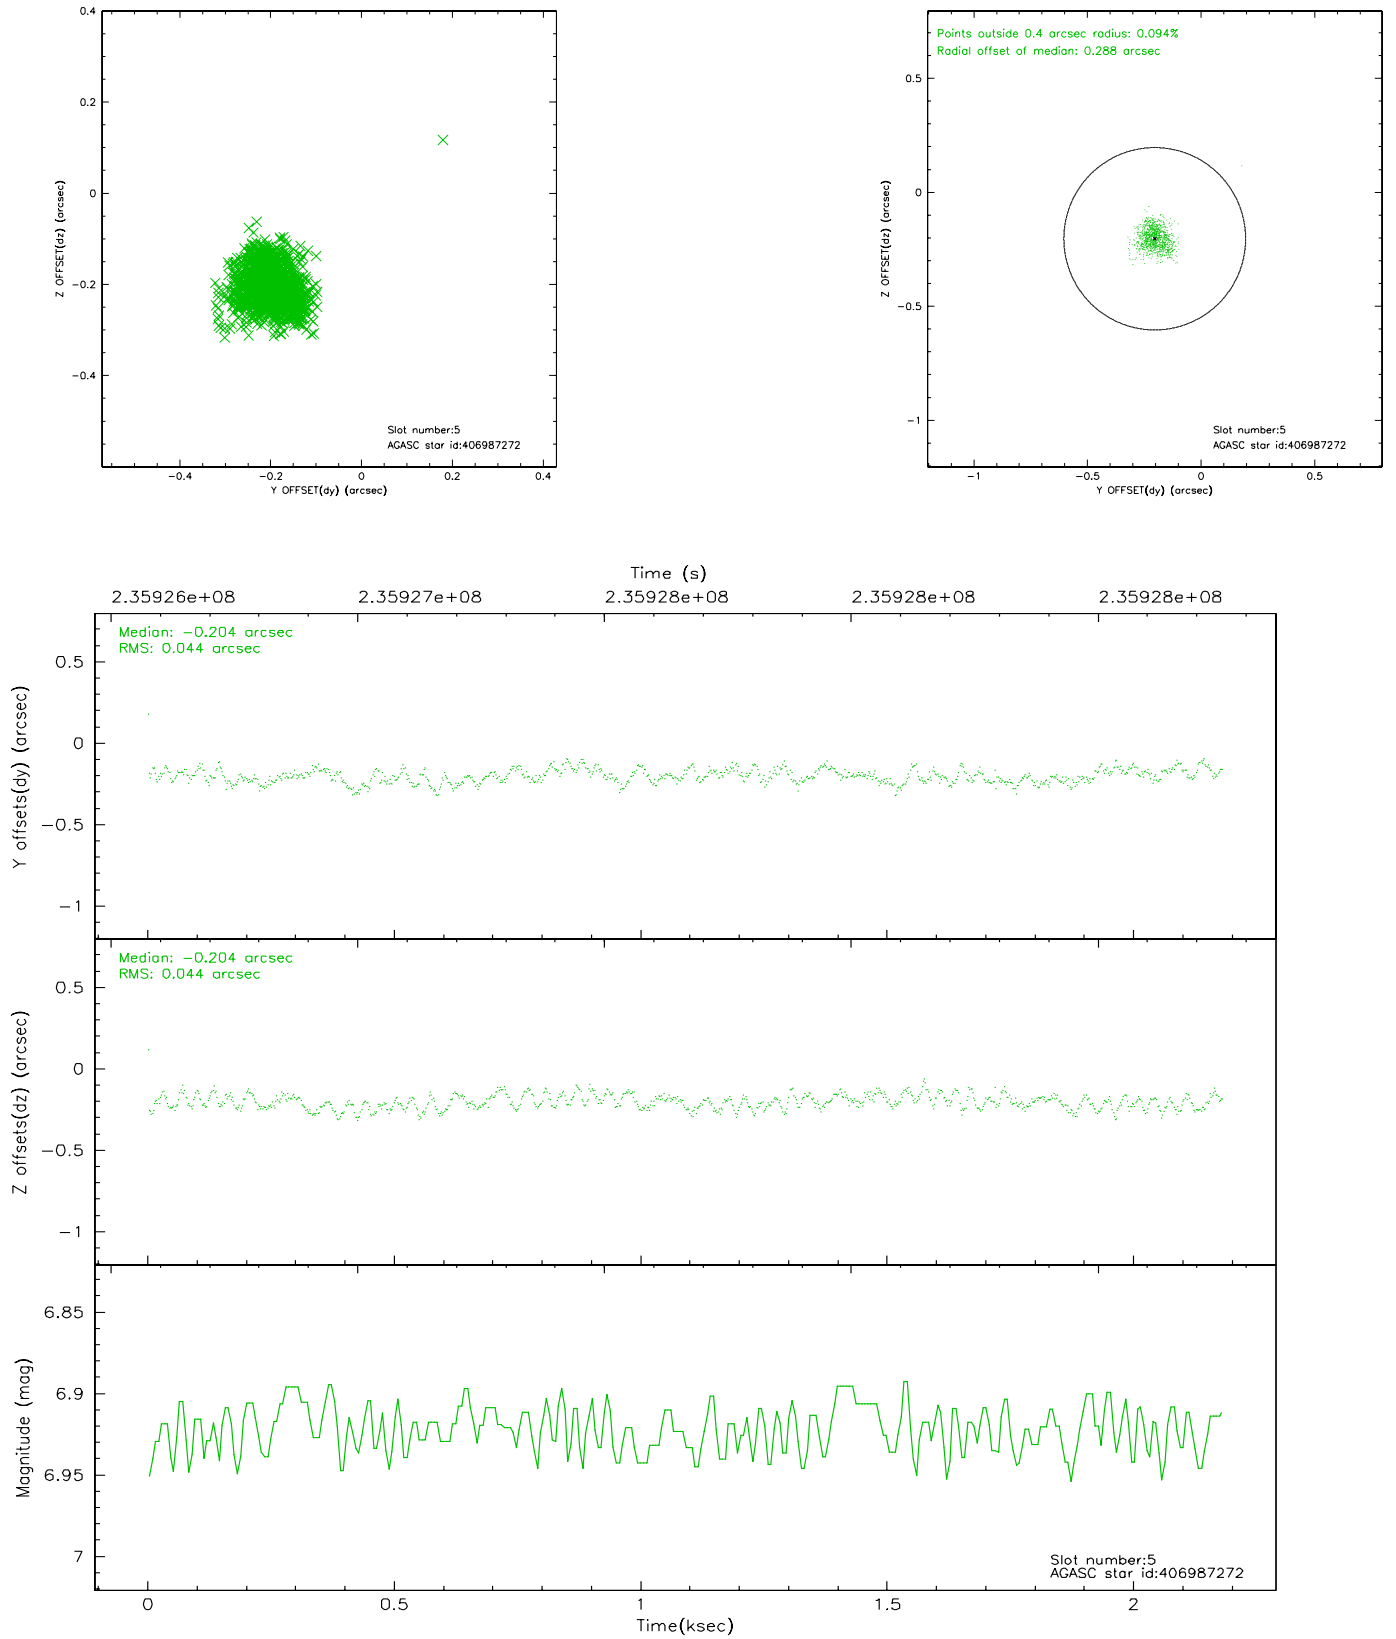 0.4
0.2
0
−0.2
−0.4
Z OFFSET(dz) (arcsec)
Slot number:5
AGASC star id:406987272
−0.4 −0.2 0 0.2 0.4
Y OFFSET(dy) (arcsec)
Points outside 0.4 arcsec radius: 0.094%
Radial offset of median: 0.288 arcsec
0.5
0
−0.5
−1
Z OFFSET(dz) (arcsec)
Slot number:5
AGASC star id:406987272
−1 −0.5 0 0.5
Y OFFSET(dy) (arcsec)
Time (s)
2.35926e+08 2.35927e+08 2.35928e+08 2.35928e+08 2.35928e+08
Median: −0.204 arcsec
RMS: 0.044 arcsec
0.5
0
−0.5
−1
Y offsets(dy) (arcsec)
Median: −0.204 arcsec
RMS: 0.044 arcsec
0.5
0
−0.5
−1
Z offsets(dz) (arcsec)
6.85
6.9
6.95
7
Magnitude (mag)
Slot number:5
AGASC star id:406987272
0 0.5 1 1.5 2
Time(ksec)